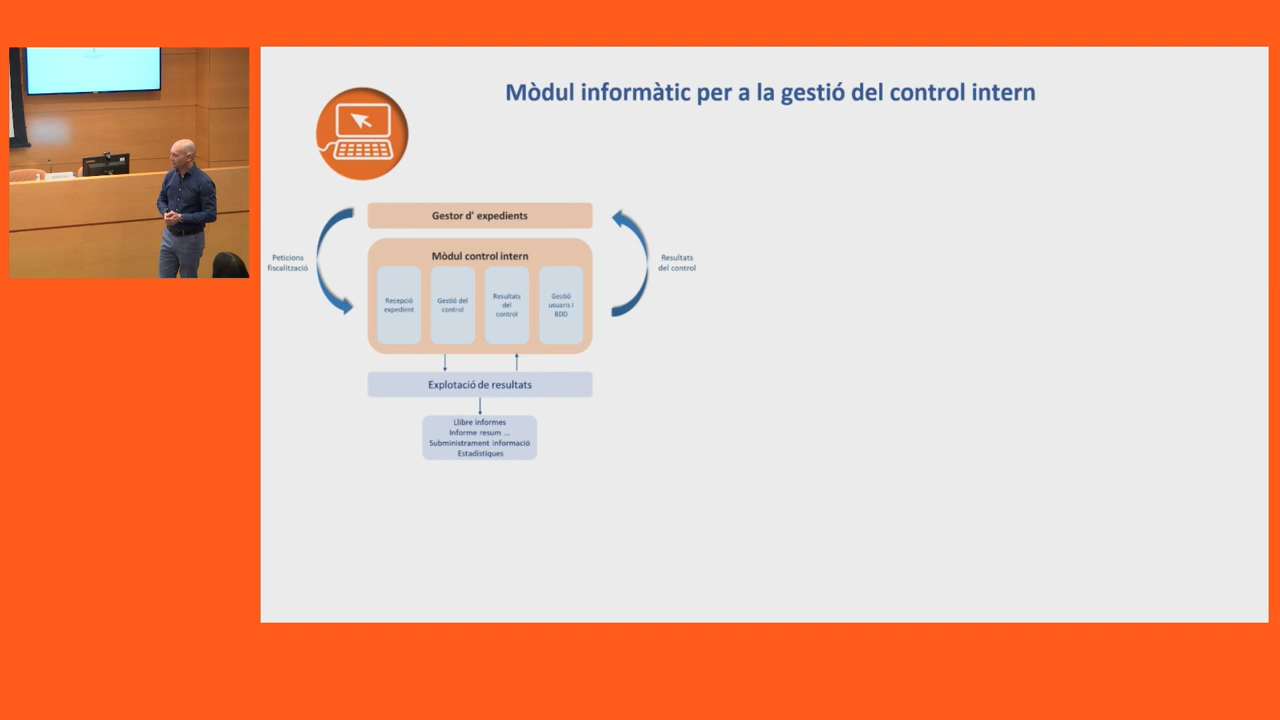 Mòdul informàtic per a la gestió del control intern
Gestor d' expedients
Peticions
fiscalització
Mòdul control intern
Recepció
expedient
Gestió del
control
Resultats
del
control
Gestió
usuaris i
BDD
Resultats
del control
Explotació de resultats
Llibre informes
Informe resum ...
Subministrament informació
Estadístiques